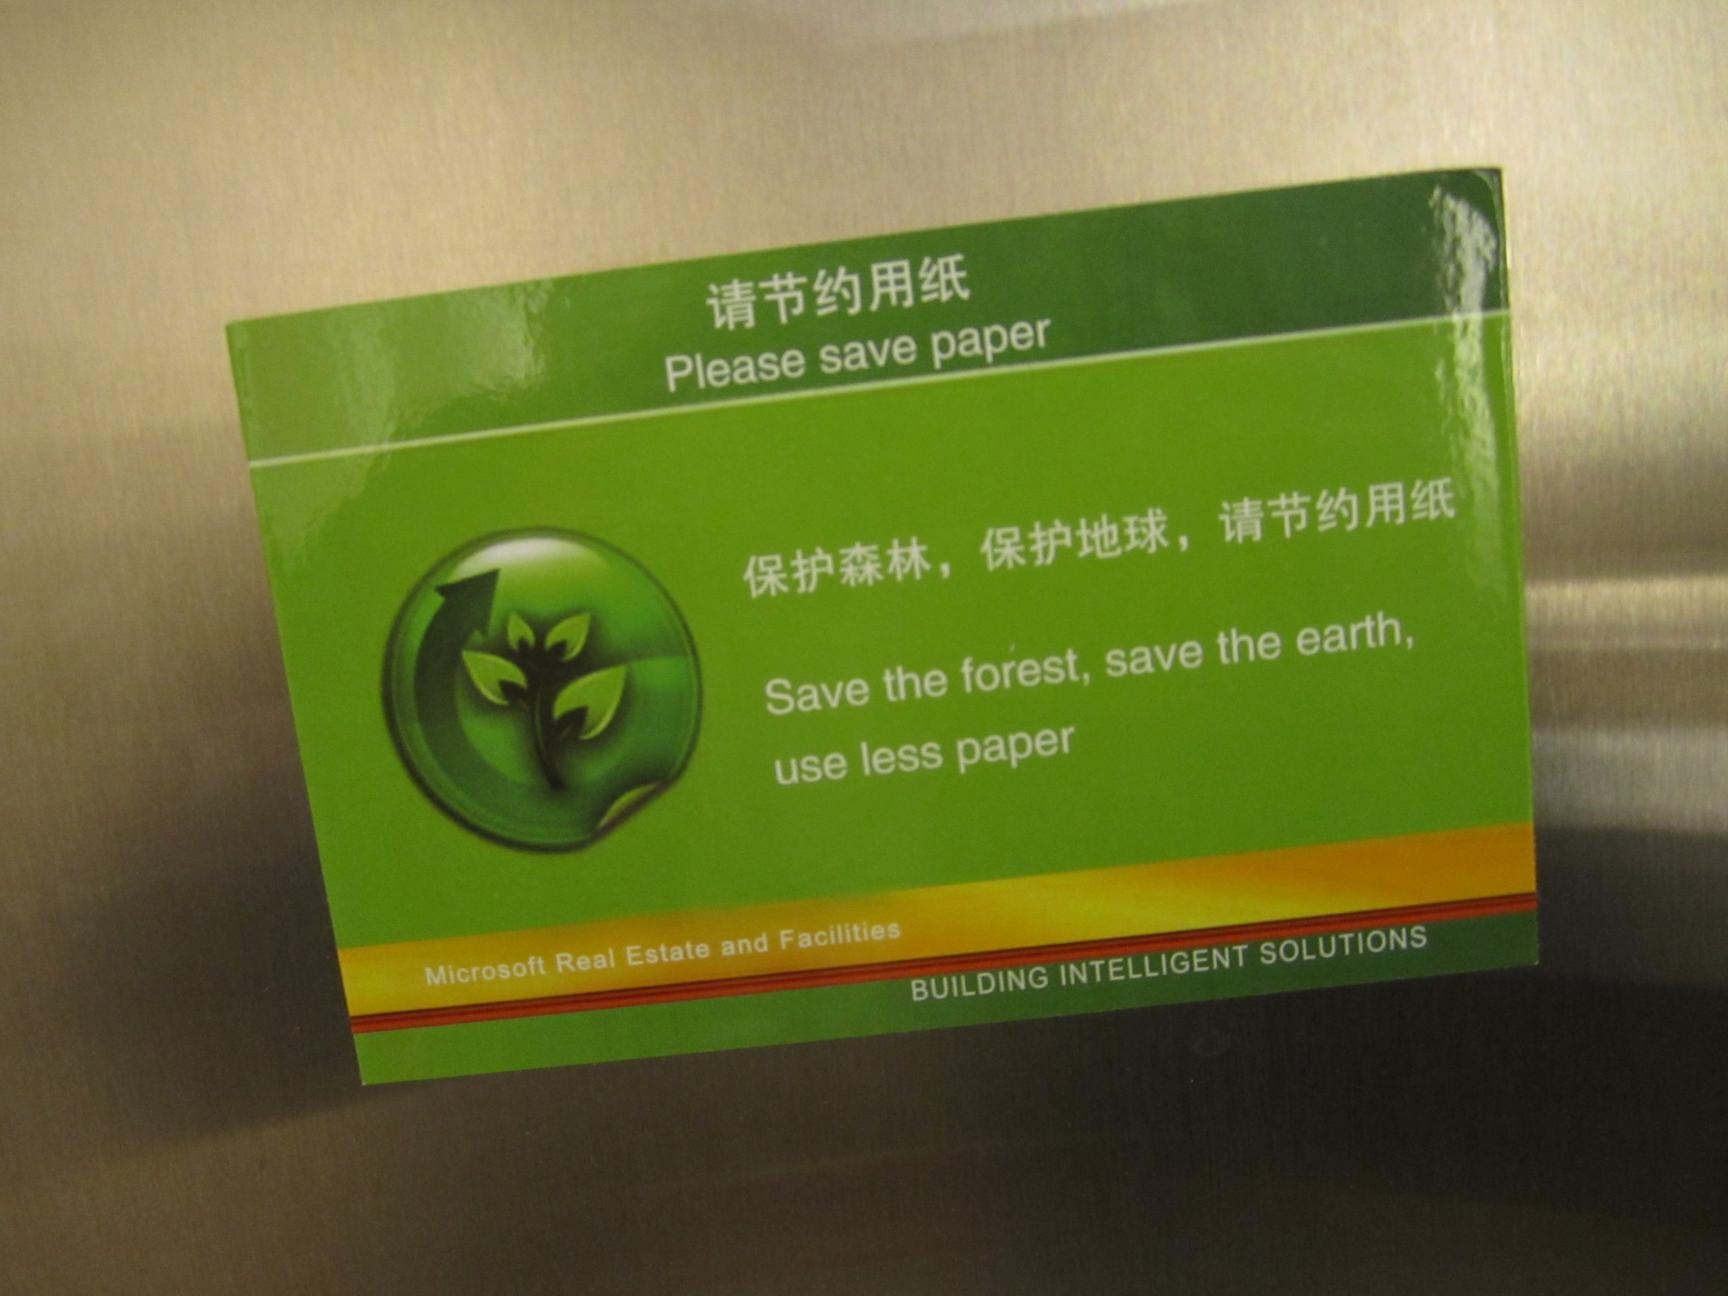 请节约用纸
Please save paper
保护森林，保护地球，请节约用纸
Save the forest, save the earth,
use less paper
Microsoft Real Estate and Facilities
BUILDING INTELLIGENT SOLUTIONS